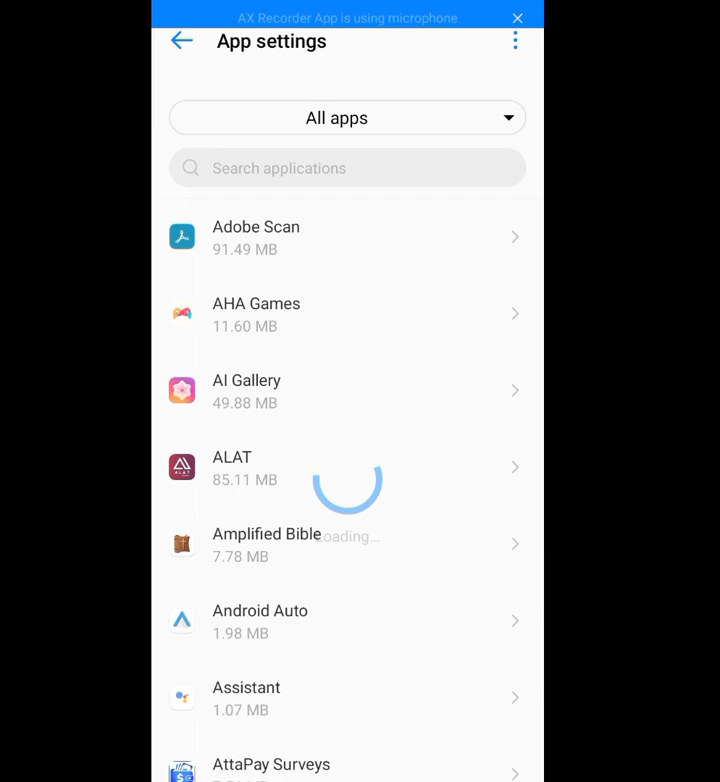 AX Recorder App is using microphone
App settings
All apps
Search applications
Adobe Scan
91.49 MB
AHA Games
11.60 MB
AI Gallery
49.88 MB
ALAT
ALAT
85.11 MB
Amplified Bible
Loading...
7.78 MB
Android Auto
1.98 MB
Assistant
1.07 MB
AttaPay Surveys